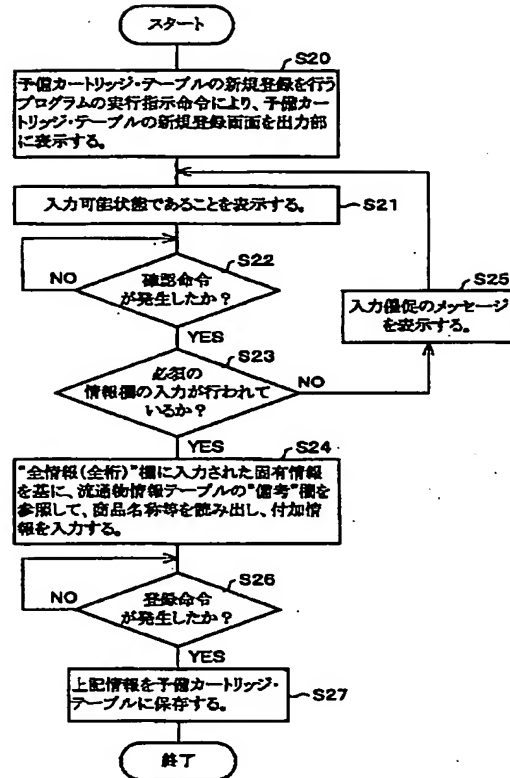 スタート
S20
予備カートリッジ・テーブルの新規登録を行う
プログラムの実行指示命令により、予備カー
トリッジ・テーブルの新規登録画面を出力部
に表示する。
入力可能状態であることを表示する。
S21
S22
NO
確認命令
が発生したか？
YES
S25
入力催促のメッセージ
を表示する。
S23
必須の
情報欄の入力が行われて
いるか？
NO
YES
S24
"全情報(全桁)"欄に入力された固有情報
を基に、流通物情報テーブルの"備考"欄を
参照して、商品名称等を読み出し、付加情
報を入力する。
S26
NO
登録命令
が発生したか？
YES
上記情報を予備カートリッジ・
テーブルに保存する。
S27
終了